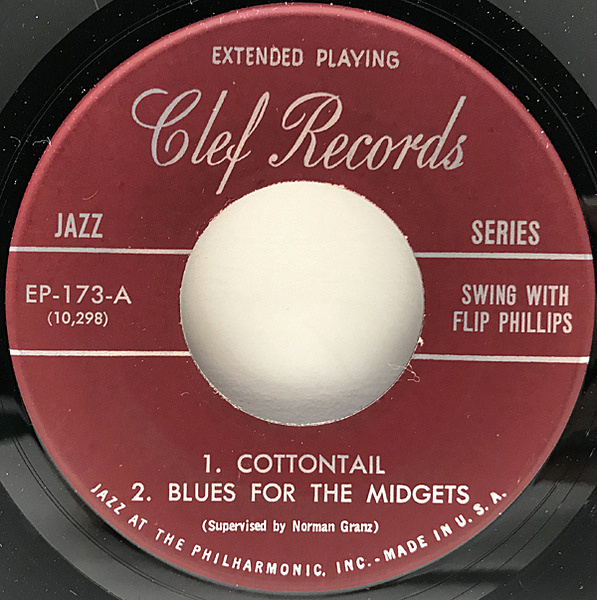 EXTENDED PLAYING
Clef Records
JAZZ
SERIES
EP-173-A
(10,298)
SWING WITH
FLIP PHILLIPS
1. COTTONTAIL
2. BLUES FOR THE MIDGETS
(Supervised by Norman Granz)
JAZZ AT THE PHILHARMONIC, INC. - MADE IN U. S. A.